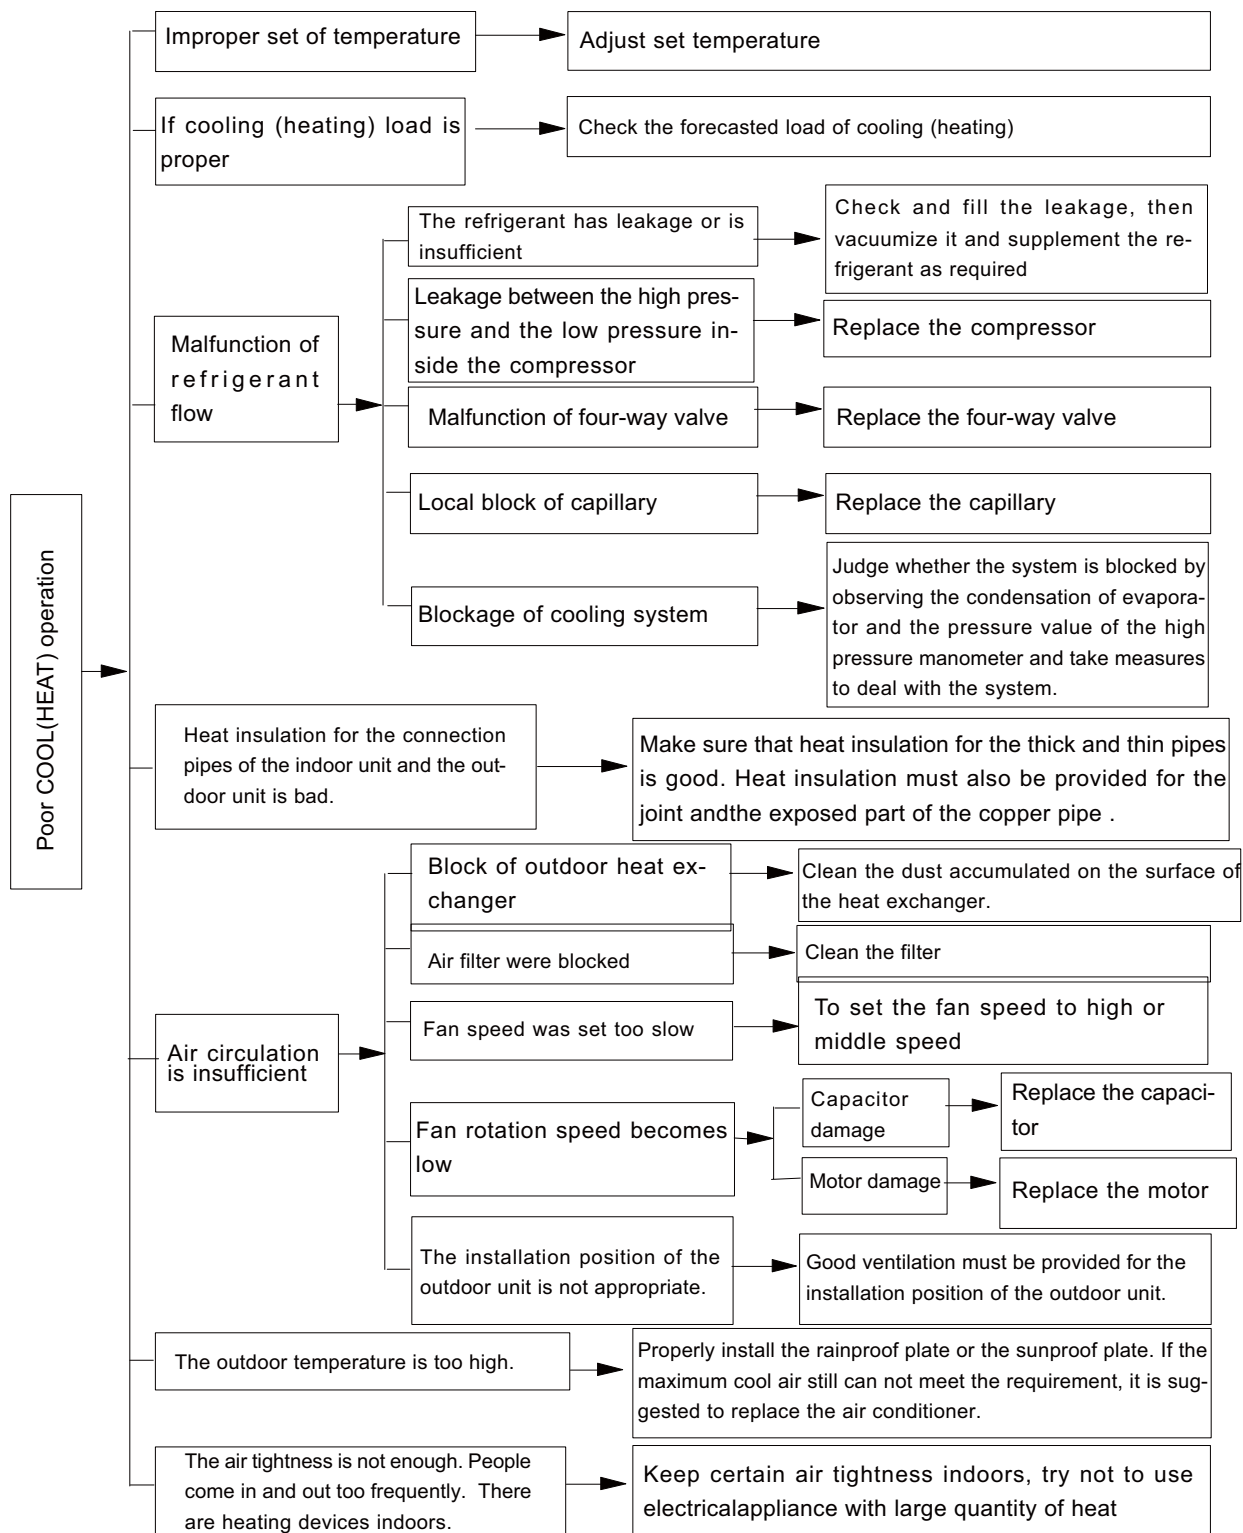 Improper set of temperature
Adjust set temperature
If cooling (heating) load is
proper
Check the forecasted load of cooling (heating)
Malfunction of
refrigerant
flow
The refrigerant has leakage or is
insufficient
Check and fill the leakage, then
vacuumize it and supplement the re-
frigerant as required
Leakage between the high pres-
sure and the low pressure in-
side the compressor
Replace the compressor
Malfunction of four-way valve
Replace the four-way valve
Local block of capillary
Replace the capillary
Blockage of cooling system
Judge whether the system is blocked by
observing the condensation of evapora-
tor and the pressure value of the high
pressure manometer and take measures
to deal with the system.
Poor COOL(HEAT) operation
Heat insulation for the connection
pipes of the indoor unit and the out-
door unit is bad.
Make sure that heat insulation for the thick and thin pipes
is good. Heat insulation must also be provided for the
joint andthe exposed part of the copper pipe .
Air circulation
is insufficient
Block of outdoor heat ex-
changer
Clean the dust accumulated on the surface of
the heat exchanger.
Air filter were blocked
Clean the filter
Fan speed was set too slow
To set the fan speed to high or
middle speed
Fan rotation speed becomes
low
Capacitor
damage
Replace the capaci-
tor
Motor damage
Replace the motor
The installation position of the
outdoor unit is not appropriate.
Good ventilation must be provided for the
installation position of the outdoor unit.
The outdoor temperature is too high.
Properly install the rainproof plate or the sunproof plate. If the
maximum cool air still can not meet the requirement, it is sug-
gested to replace the air conditioner.
The air tightness is not enough. People
come in and out too frequently. There
are heating devices indoors.
Keep certain air tightness indoors, try not to use
electricalappliance with large quantity of heat